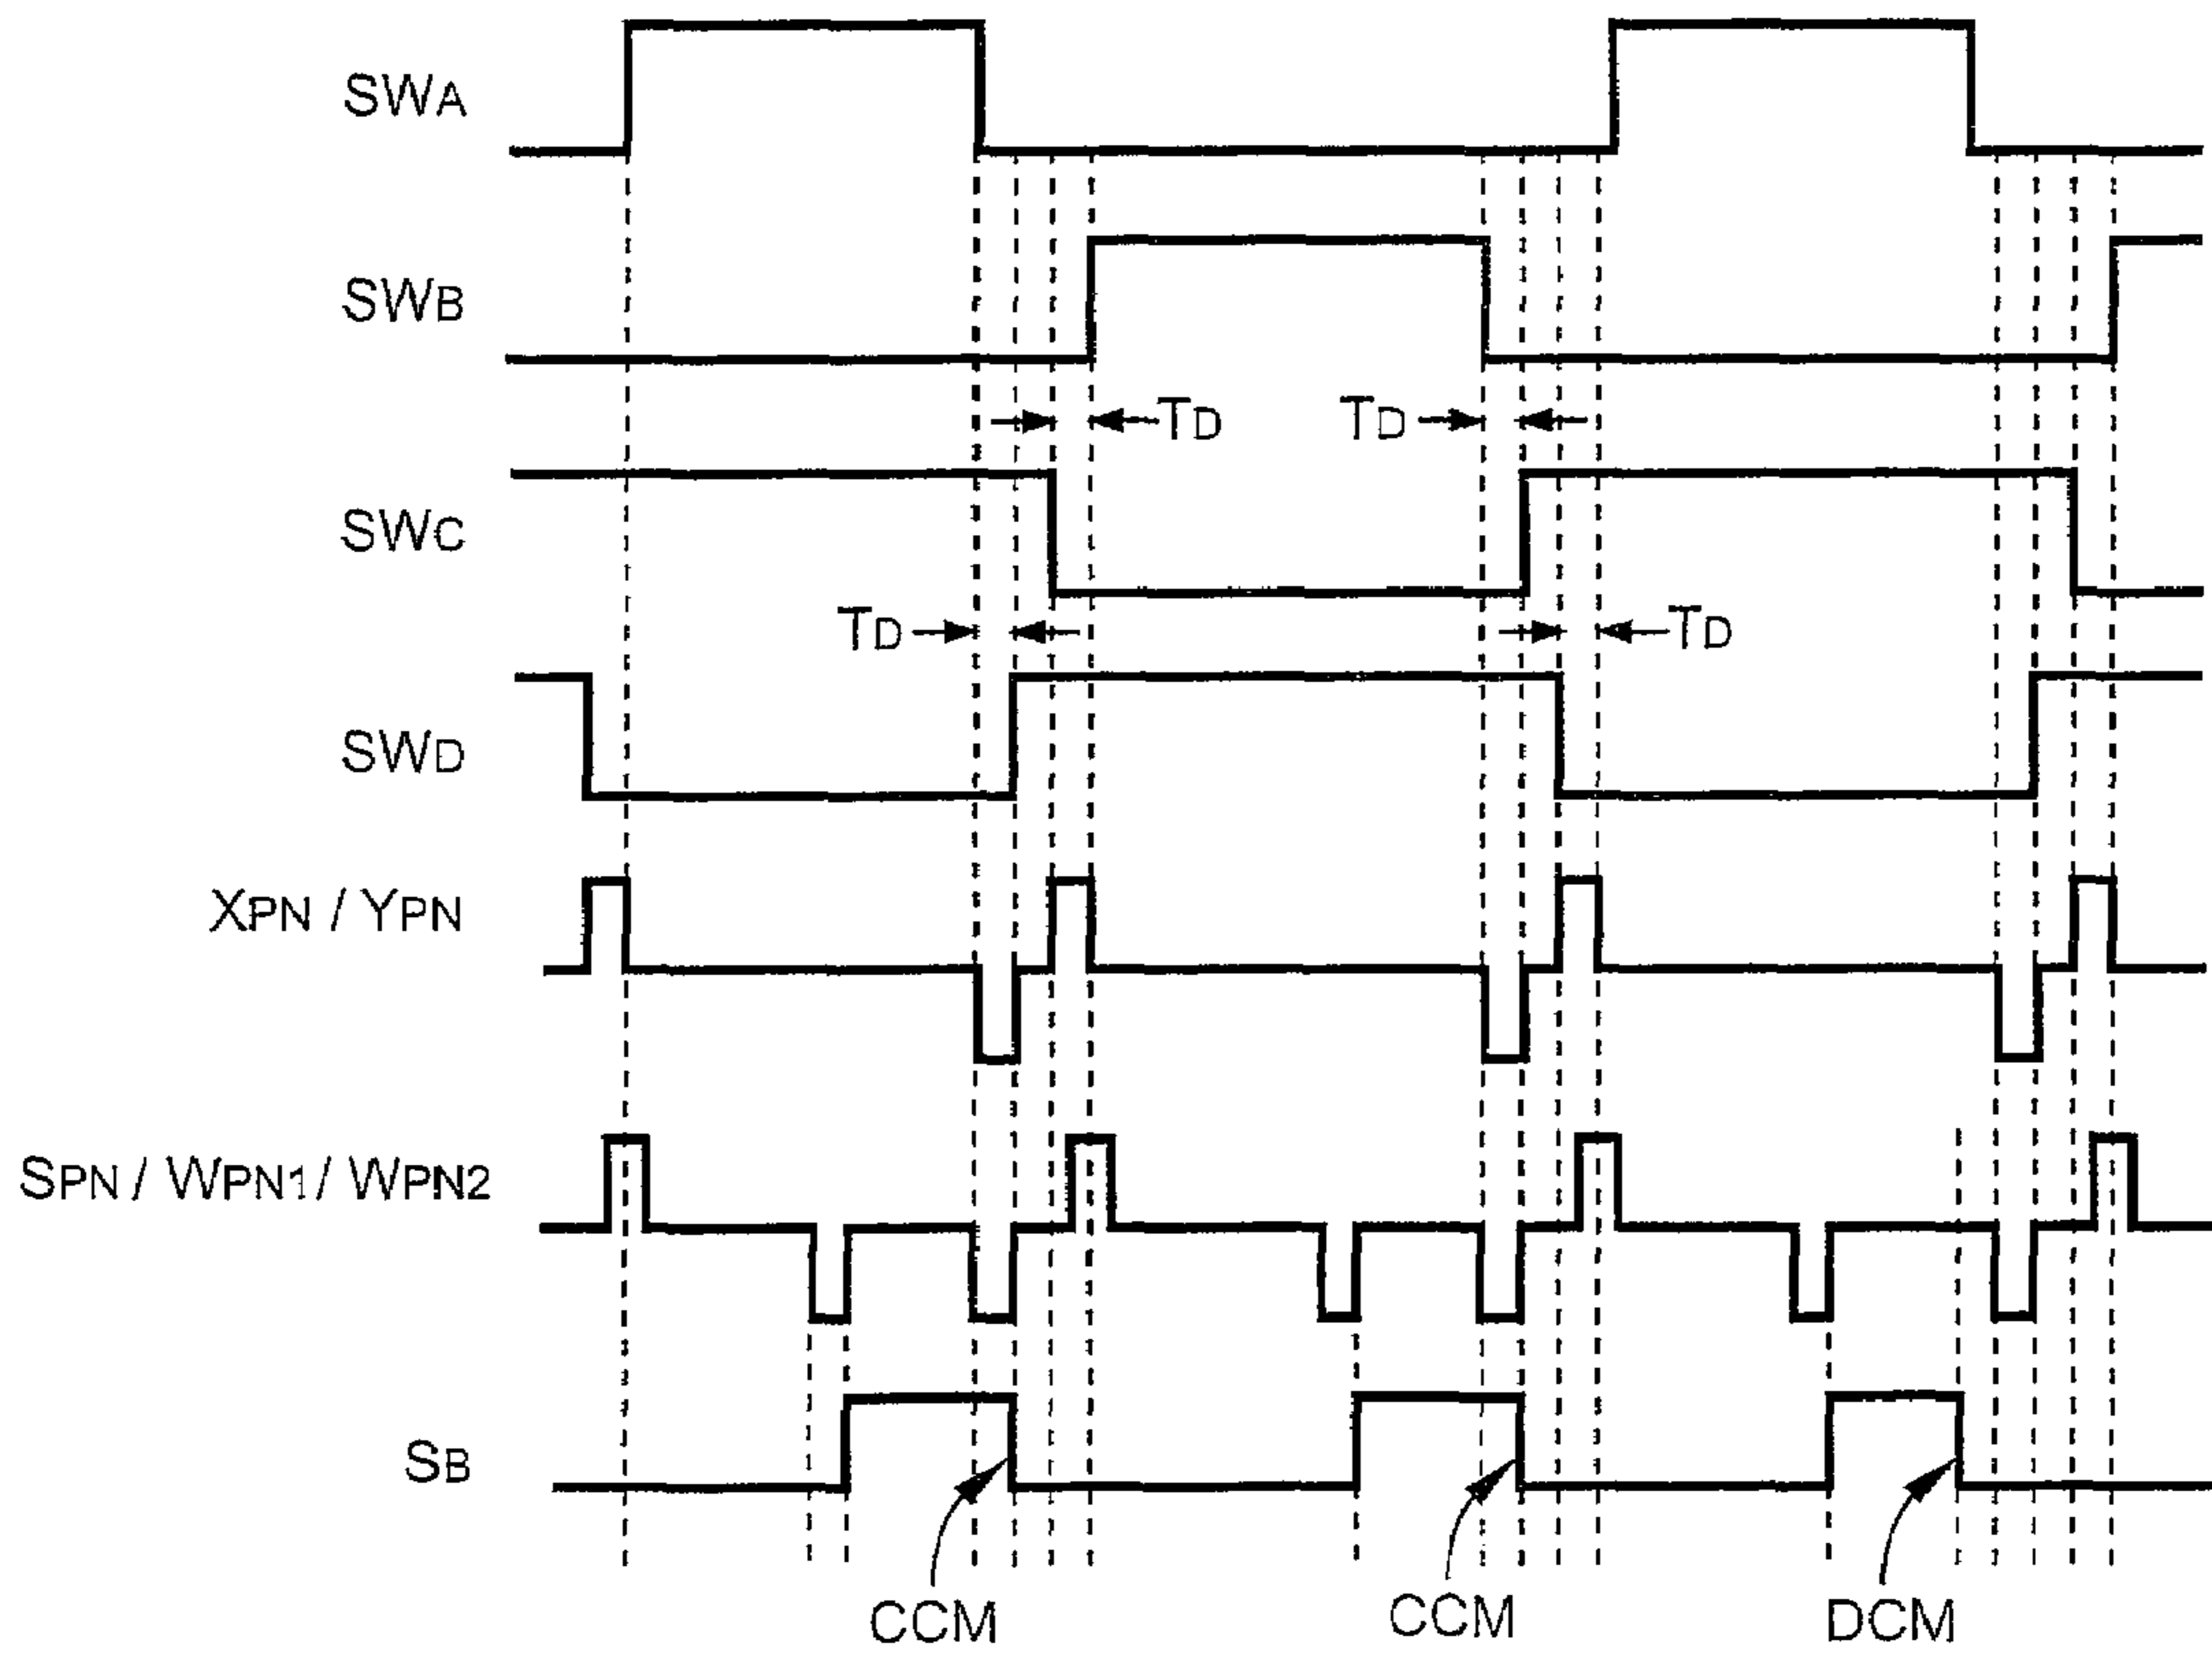 SWA
SWB
TD TD
SWC
TD TD
SWD
XPN / YPN
SPN / WPN1 / WPN2
SB
CCM CCM DCM